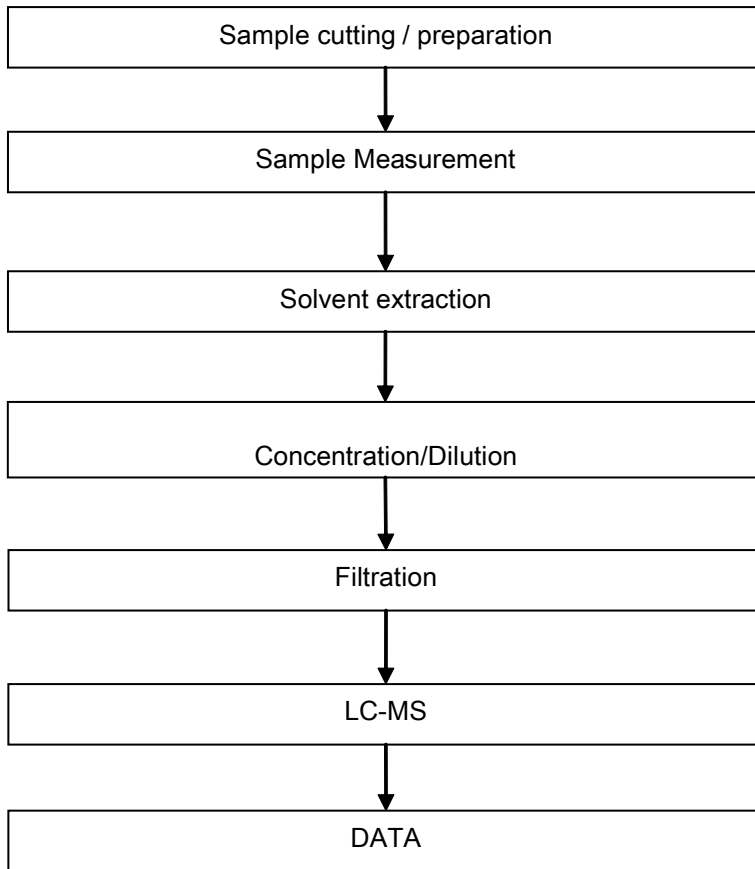 Sample cutting / preparation
Sample Measurement
Solvent extraction
Concentration/Dilution
Filtration
LC-MS
DATA